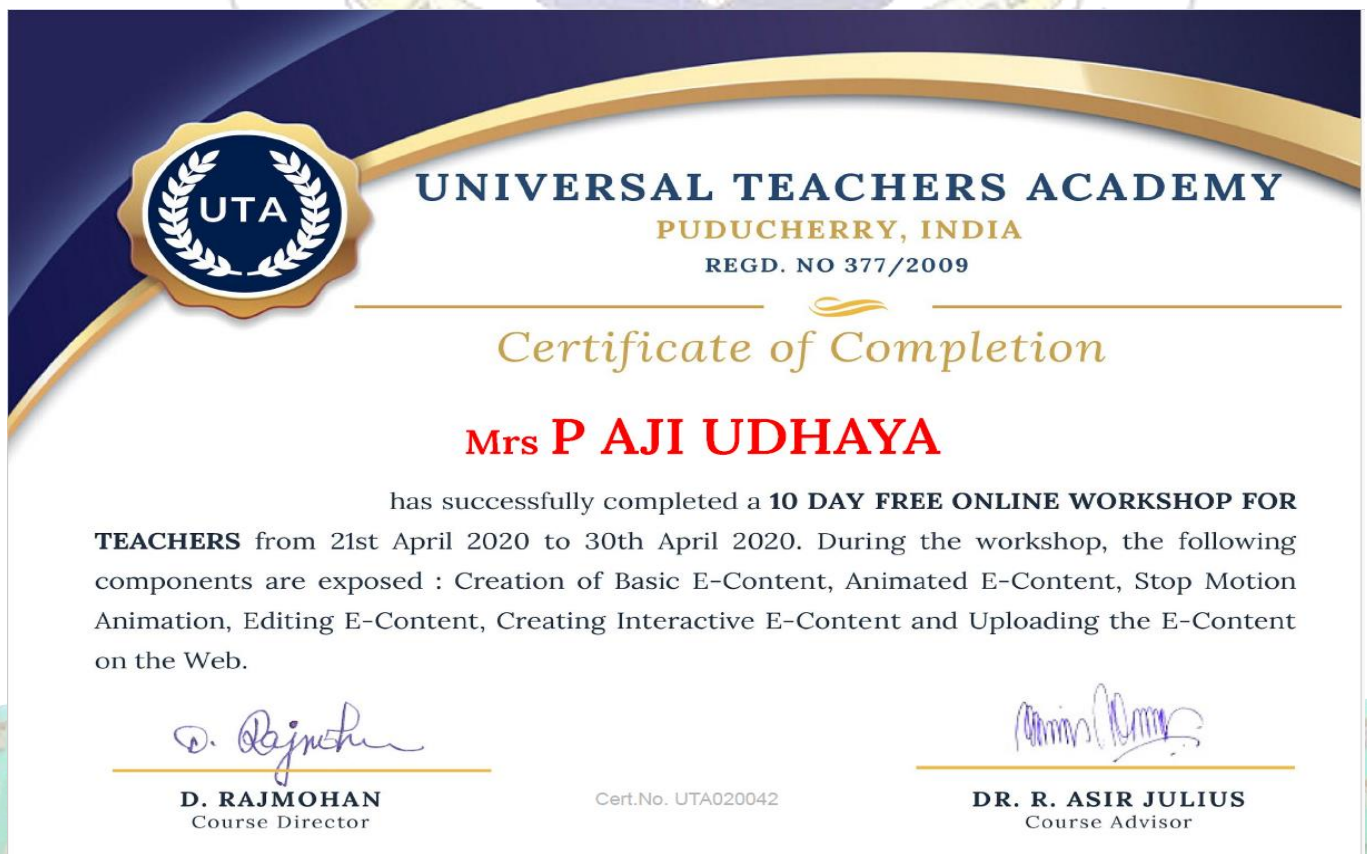 UTA
UNIVERSAL TEACHERS ACADEMY
PUDUCHERRY, INDIA
REGD. NO 377/2009
Certificate of Completion
Mrs P AJI UDHAYA
has successfully completed a 10 DAY FREE ONLINE WORKSHOP FOR
TEACHERS from 21st April 2020 to 30th April 2020. During the workshop, the following
components are exposed : Creation of Basic E-Content, Animated E-Content, Stop Motion
Animation, Editing E-Content, Creating Interactive E-Content and Uploading the E-Content
on the Web.
D. RAJMOHAN
Course Director
Cert.No. UTA020042
DR. R. ASIR JULIUS
Course Advisor